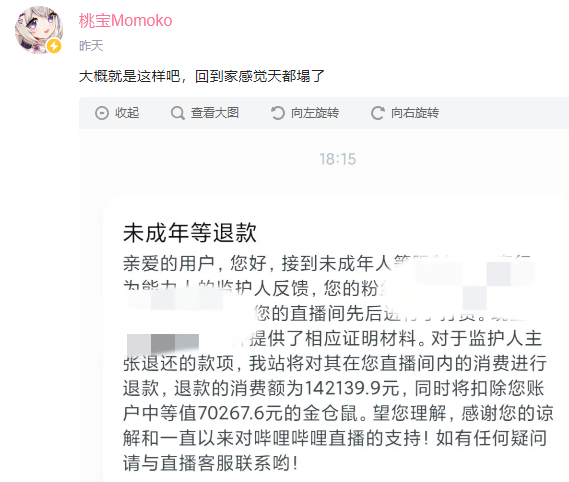 桃宝Momoko
昨天
大概就是这样吧，回到家感觉天都塌了
收起 查看大图 向左旋转 向右旋转
18:15
未成年等退款
亲爱的用户，您好，接到未成年人等
为能力人的监护人反馈，您的粉
您的直播间先后进行了打赏。
提供了相应证明材料。对于监护人主
张退还的款项，我站将对其在您直播间内的消费进行
退款，退款的消费额为142139.9元，同时将扣除您账
户中等值70267.6元的金仓鼠。望您理解，感谢您的谅
解和一直以来对哔哩哔哩直播的支持！如有任何疑问
请与直播客服联系哟！